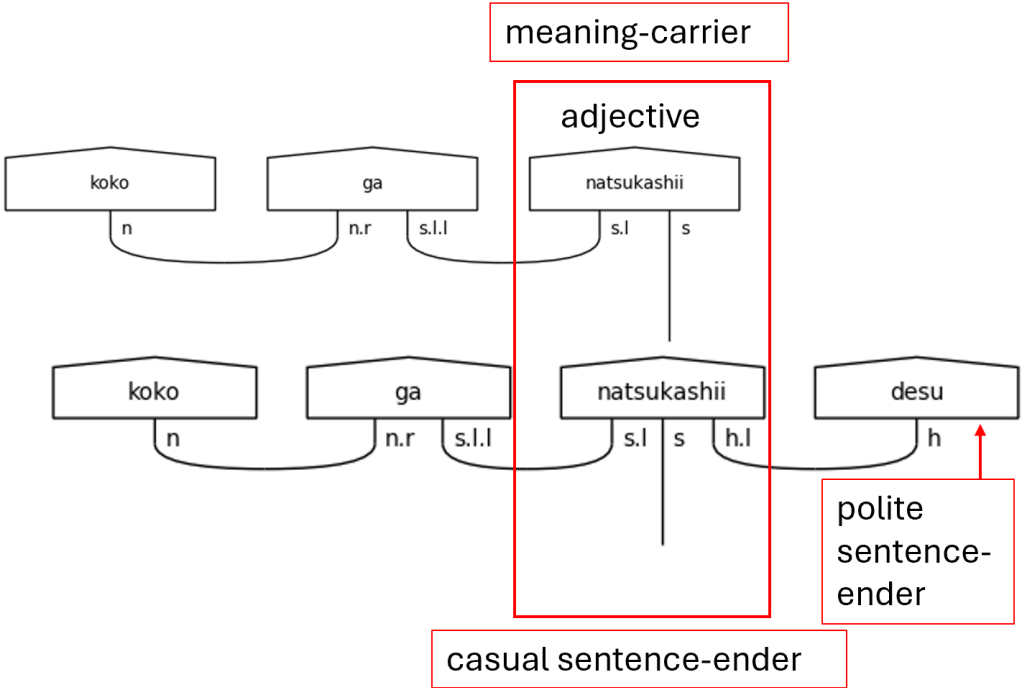 meaning-carrier
adjective
koko ga natsukashii
n n.r s.l.l s.l s
koko ga natsukashii desu
n n.r s.l.l s.l s h.l h
polite
sentence-
ender
casual sentence-ender